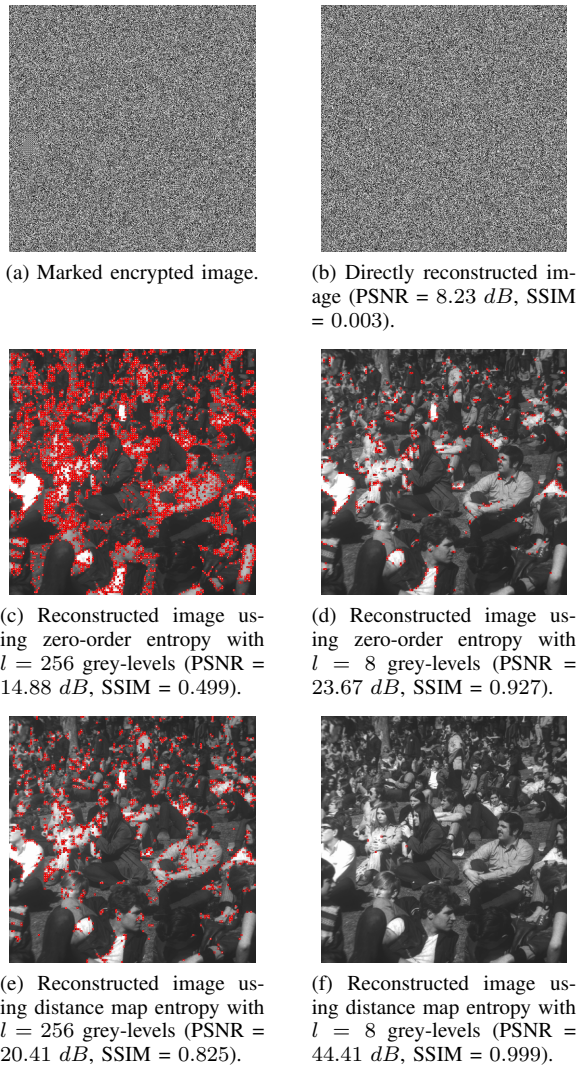 (a) Marked encrypted image.
(b) Directly reconstructed im-
age (PSNR = 8.23 dB, SSIM
= 0.003).
(c) Reconstructed image us-
ing zero-order entropy with
l = 256 grey-levels (PSNR =
14.88 dB, SSIM = 0.499).
(d) Reconstructed image us-
ing zero-order entropy with
l = 8 grey-levels (PSNR =
23.67 dB, SSIM = 0.927).
(e) Reconstructed image us-
ing distance map entropy with
l = 256 grey-levels (PSNR =
20.41 dB, SSIM = 0.825).
(f) Reconstructed image us-
ing distance map entropy with
l = 8 grey-levels (PSNR =
44.41 dB, SSIM = 0.999).